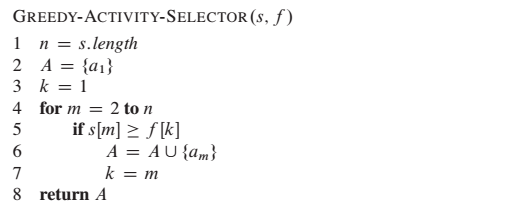 GREEDY-ACTIVITY-SELECTOR(s, f)
1 n = s.length
2 A = {a₁}
3 k = 1
4 for m = 2 to n
5 if s[m] ≥ f[k]
6 A = A ∪ {aₘ}
7 k = m
8 return A